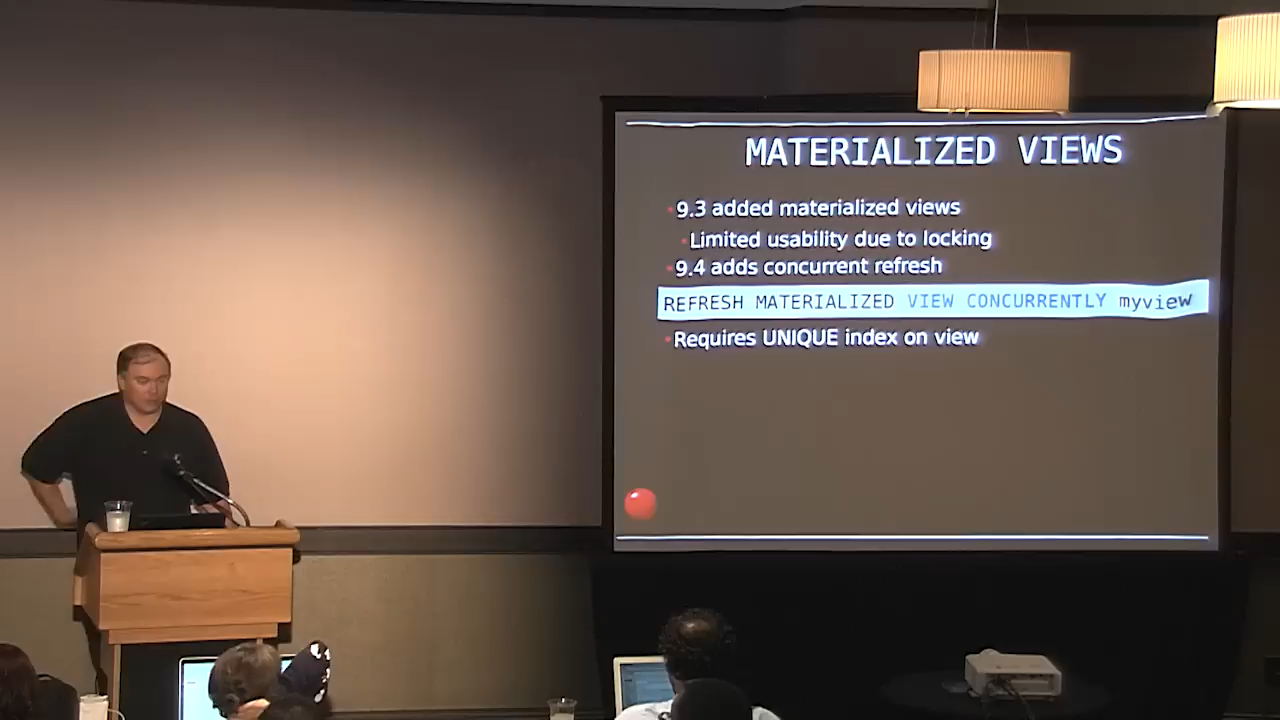 MATERIALIZED VIEWS
9.3 added materialized views
Limited usability due to locking
9.4 adds concurrent refresh
REFRESH MATERIALIZED VIEW CONCURRENTLY myview
Requires UNIQUE index on view